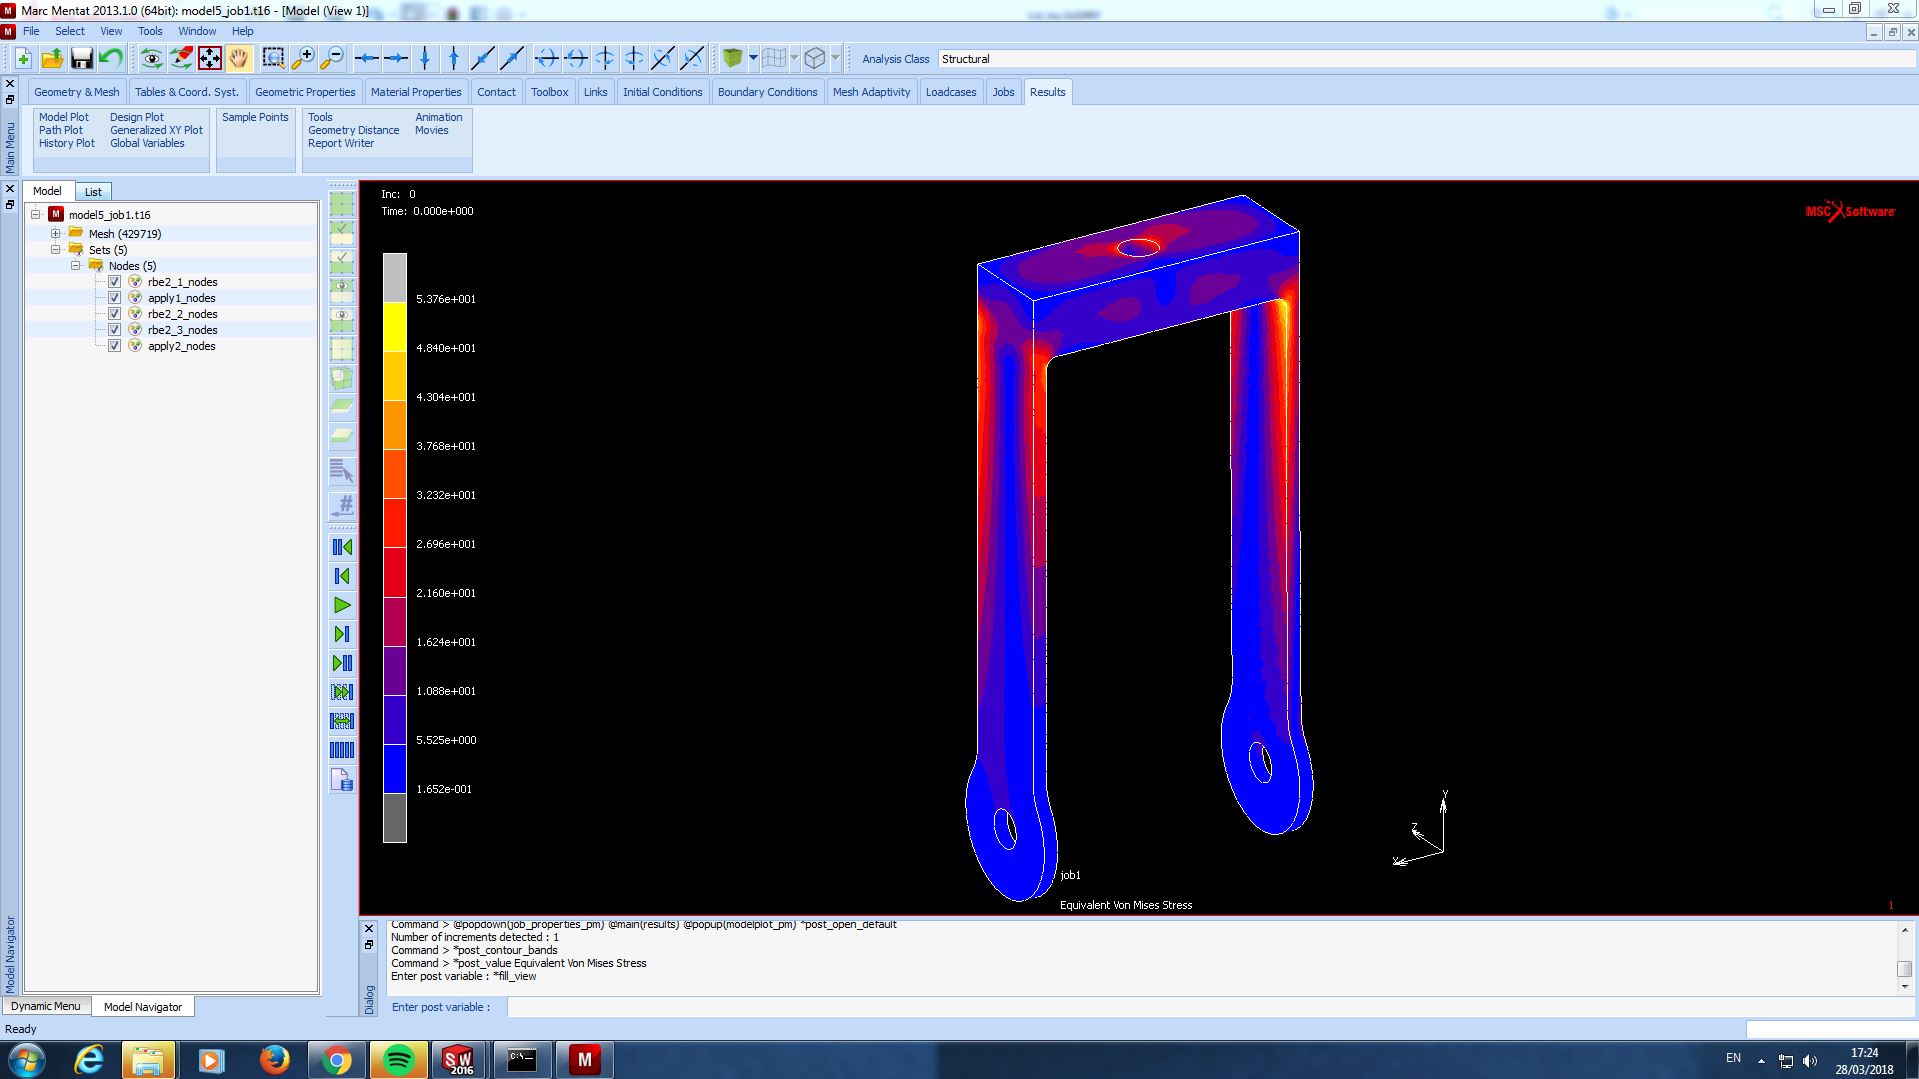 Marc Mentat 2013.1.0 (64bit): model5_job1.t16 - [Model (View 1)]
File Select View Tools Window Help
Analysis Class Structural
Geometry & Mesh Tables & Coord. Syst. Geometric Properties Material Properties Contact Toolbox Links Initial Conditions Boundary Conditions Mesh Adaptivity Loadcases Jobs Results
Model Plot Design Plot Sample Points Tools Animation
Path Plot Generalized XY Plot Geometry Distance Movies
History Plot Global Variables Report Writer
Main Menu
Model List
model5_job1.t16
Mesh (429719)
Sets (5)
Nodes (5)
rbe2_1_nodes
apply1_nodes
rbe2_2_nodes
rbe2_3_nodes
apply2_nodes
Model Navigator
Dynamic Menu Model Navigator
Inc: 0
Time: 0.000e+000
MSC Software
5.376e+001
4.840e+001
4.304e+001
3.768e+001
3.232e+001
2.696e+001
2.160e+001
1.624e+001
1.088e+001
5.525e+000
1.652e-001
Y
Z
X
job1
Equivalent Von Mises Stress
1
Command > @popdown(job_properties_pm) @main(results) @popup(modelplot_pm) *post_open_default
Number of increments detected : 1
Command > *post_contour_bands
Command > *post_value Equivalent Von Mises Stress
Enter post variable : *fill_view
Dialog
Enter post variable :
Ready
SW
2016
C:\
M
EN
17:24
28/03/2018